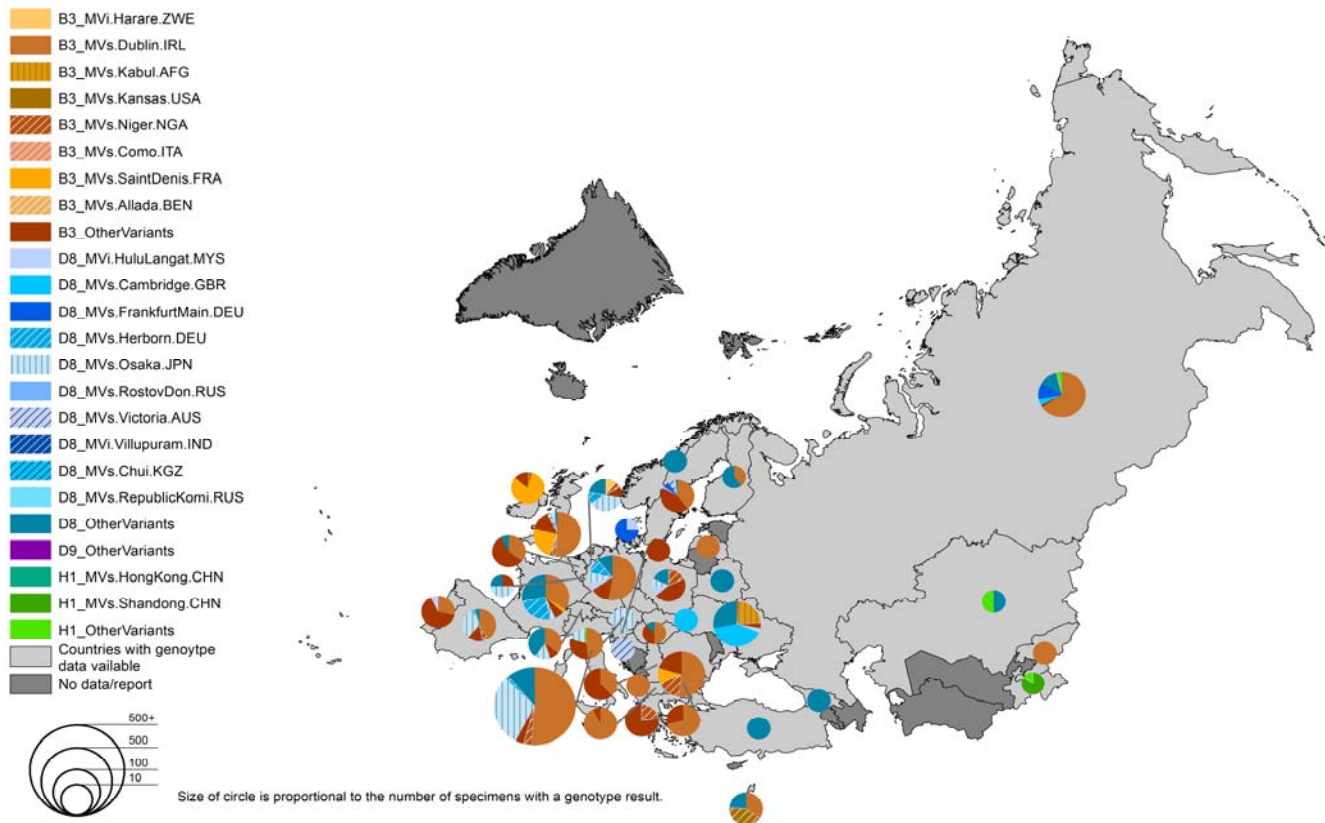 B3_MVi.Harare.ZWE
B3_MVs.Dublin.IRL
B3_MVs.Kabul.AFG
B3_MVs.Kansas.USA
B3_MVs.Niger.NGA
B3_MVs.Como.ITA
B3_MVs.SaintDenis.FRA
B3_MVs.Allada.BEN
B3_OtherVariants
D8_MVi.HuluLangat.MYS
D8_MVs.Cambridge.GBR
D8_MVs.FrankfurtMain.DEU
D8_MVs.Herborn.DEU
D8_MVs.Osaka.JPN
D8_MVs.RostovDon.RUS
D8_MVs.Victoria.AUS
D8_MVi.Villupuram.IND
D8_MVs.Chui.KGZ
D8_MVs.RepublicKomi.RUS
D8_OtherVariants
D9_OtherVariants
H1_MVs.HongKong.CHN
H1_MVs.Shandong.CHN
H1_OtherVariants
Countries with genoytpe
data vailable
No data/report
500+
500
100
10
Size of circle is proportional to the number of specimens with a genotype result.